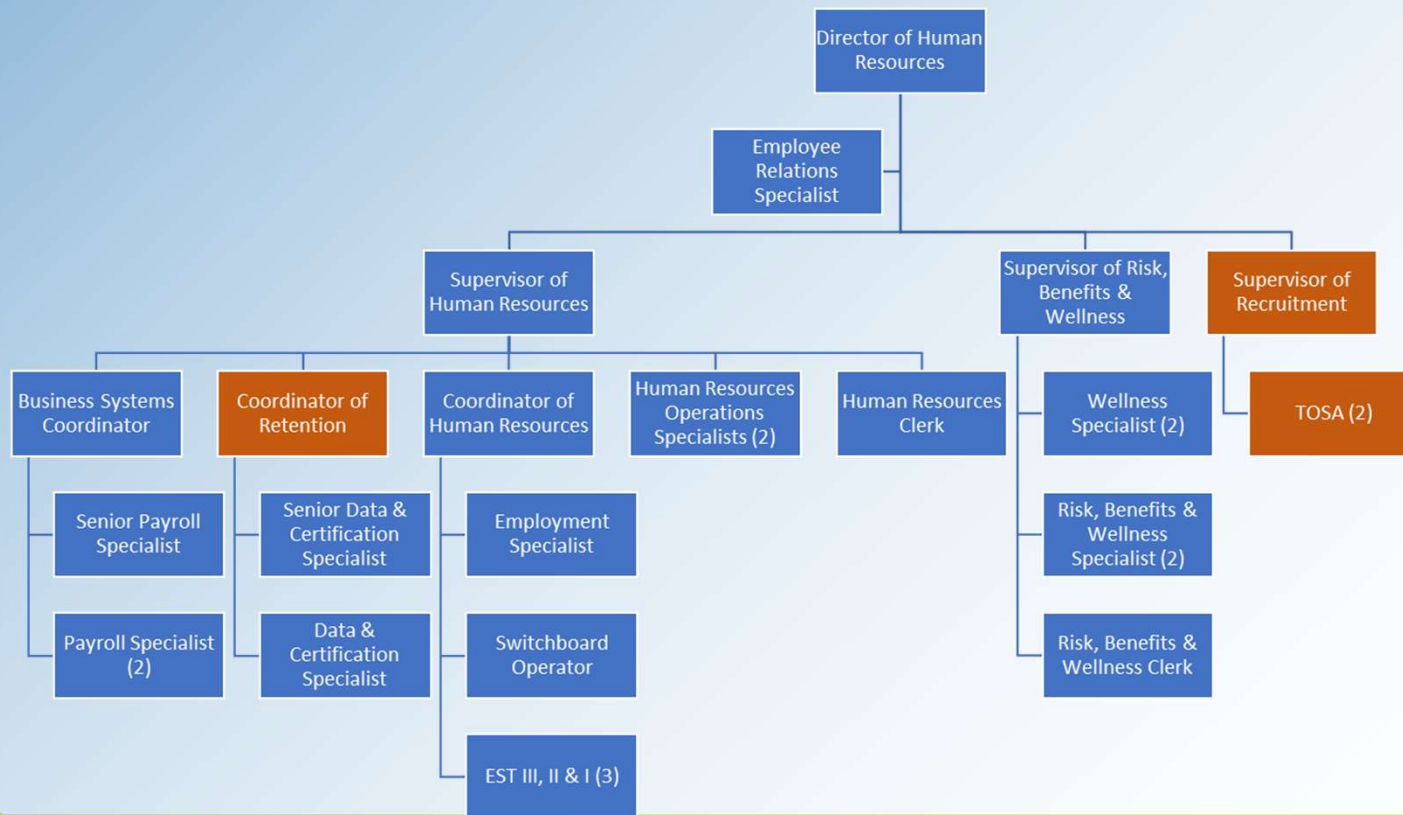 Director of Human
Resources
Employee
Relations
Specialist
Supervisor of
Human Resources
Supervisor of Risk,
Benefits &
Wellness
Supervisor of
Recruitment
Business Systems
Coordinator
Coordinator of
Retention
Coordinator of
Human Resources
Human Resources
Operations
Specialists (2)
Human Resources
Clerk
Wellness
Specialist (2)
TOSA (2)
Senior Payroll
Specialist
Senior Data &
Certification
Specialist
Employment
Specialist
Risk, Benefits &
Wellness
Specialist (2)
Payroll Specialist
(2)
Data &
Certification
Specialist
Switchboard
Operator
Risk, Benefits &
Wellness Clerk
EST III, II & I (3)